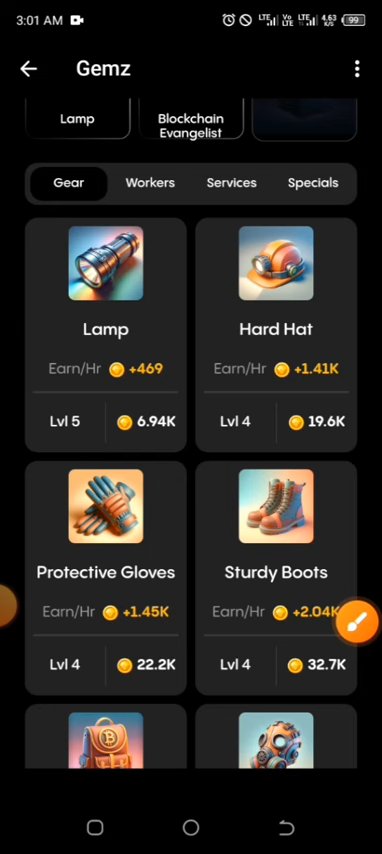 3:01 AM
LTE Vo LTE LTE 4.63 K/S 99
Gemz
Lamp
Blockchain
Evangelist
Gear Workers Services Specials
Lamp
Earn/Hr +469
Lvl 5 6.94K
Hard Hat
Earn/Hr +1.41K
Lvl 4 19.6K
Protective Gloves
Earn/Hr +1.45K
Lvl 4 22.2K
Sturdy Boots
Earn/Hr +2.04K
Lvl 4 32.7K